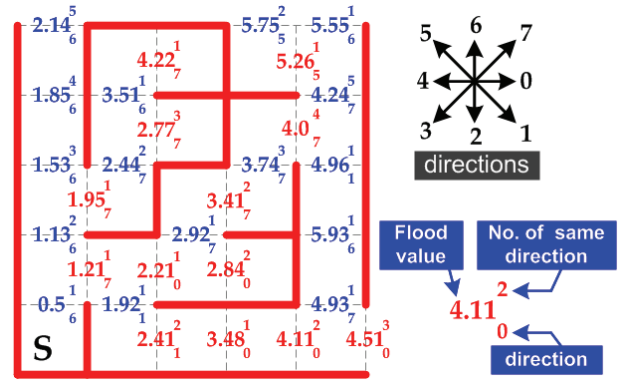 2.14 5 6 5.75 2 5 5.55 1 6
4.22 1 7 5.26 1 5
1.85 4 6 3.51 1 6 4.24 5 7
2.77 3 7 4.0 4 7
1.53 3 6 2.44 2 7 3.74 3 7 4.96 1 1
1.95 1 7 3.41 2 7
1.13 2 6 2.92 1 7 5.93 1 6
1.21 1 7 2.21 1 0 2.84 2 0
0.5 1 6 1.92 1 7 4.93 1 7
S 2.41 2 1 3.48 1 0 4.11 2 0 4.51 3 0
5 6 7
4 0
3 2 1
directions
Flood
value
No. of same
direction
4.11 2 0
direction